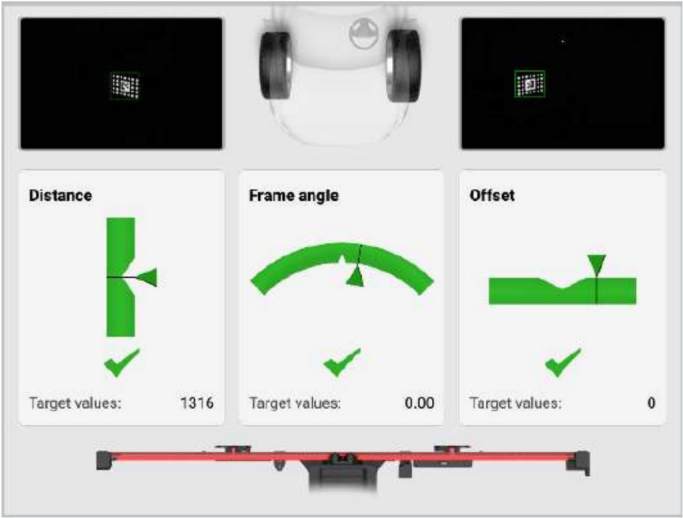 Distance
Frame angle
Offset
Target values: 1316
Target values: 0.00
Target values: 0